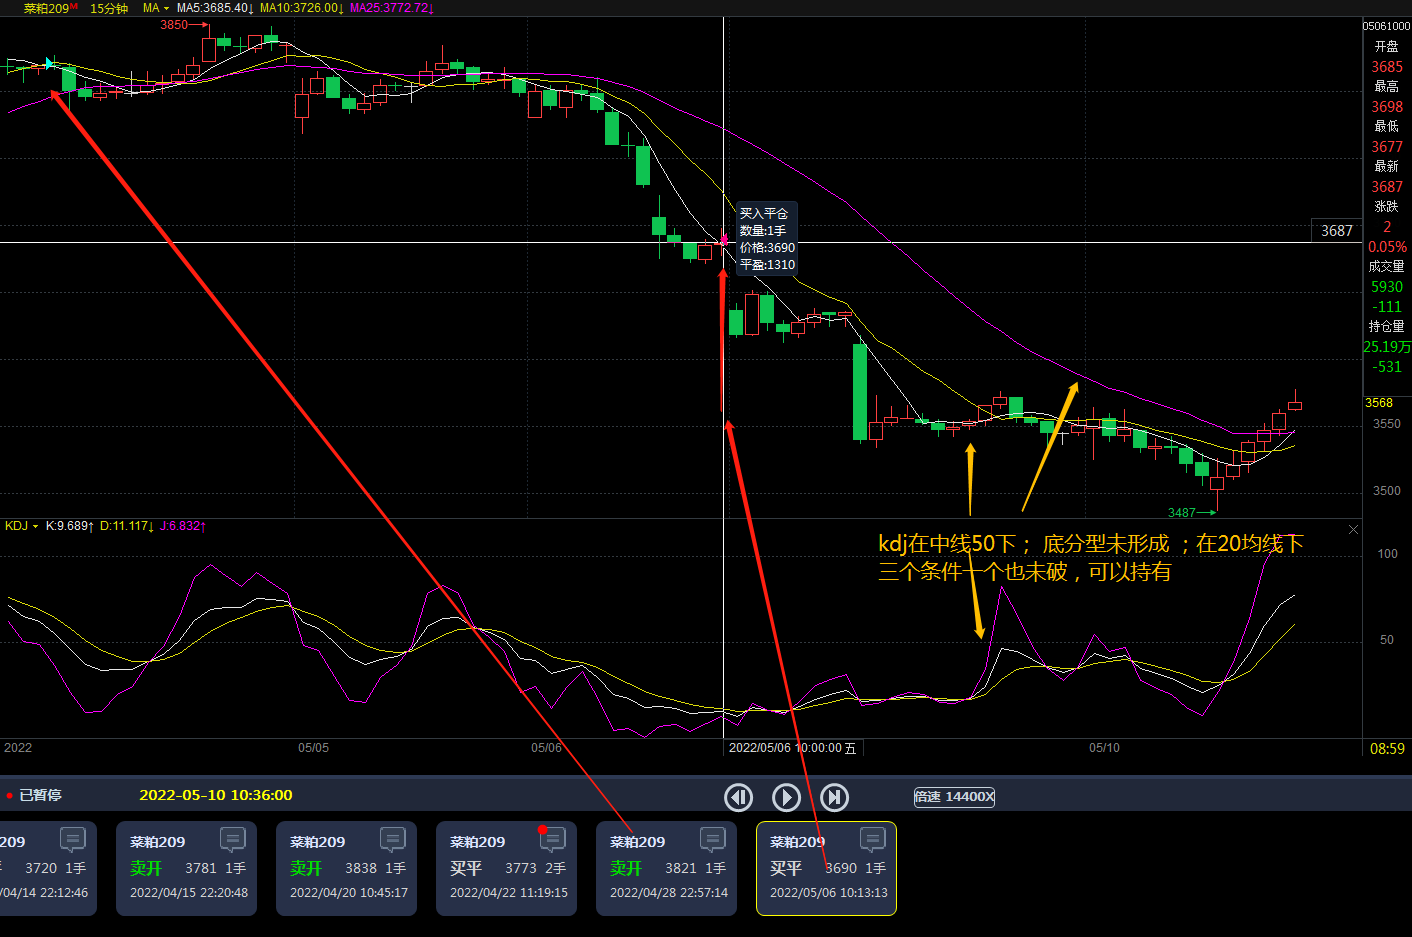 菜粕209M 15分钟 MA MA5:3685.40↓ MA10:3726.00↓ MA25:3772.72↓
05061000
开盘
3685
最高
3698
最低
3677
最新
3687
涨跌
2
0.05%
成交量
5930
-111
持仓量
25.19万
-531
3850
买入平仓
数量:1手
价格:3690
平盈:1310
3687
3568
3550
3500
3487
KDJ K:9.689↑ D:11.117↓ J:6.832↑
kdj在中线50下； 底分型未形成 ；在20均线下
三个条件一个也未破，可以持有
100
50
2022 05/05 05/06 2022/05/06 10:00:00 五 05/10 08:59
已暂停 2022-05-10 10:36:00 倍速 14400X
209
3720 1手
04/14 22:12:46
菜粕209
卖开 3781 1手
2022/04/15 22:20:48
菜粕209
卖开 3838 1手
2022/04/20 10:45:17
菜粕209
买平 3773 2手
2022/04/22 11:19:15
菜粕209
卖开 3821 1手
2022/04/28 22:57:14
菜粕209
买平 3690 1手
2022/05/06 10:13:13